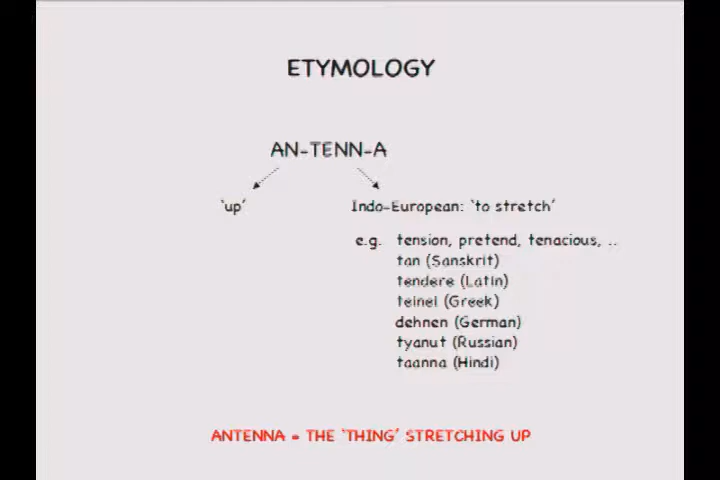 ETYMOLOGY
AN-TENN-A
'up' Indo-European: 'to stretch'
e.g. tension, pretend, tenacious, ..
tan (Sanskrit)
tendere (Latin)
teinei (Greek)
dehnen (German)
tyanut (Russian)
taanna (Hindi)
ANTENNA = THE 'THING' STRETCHING UP